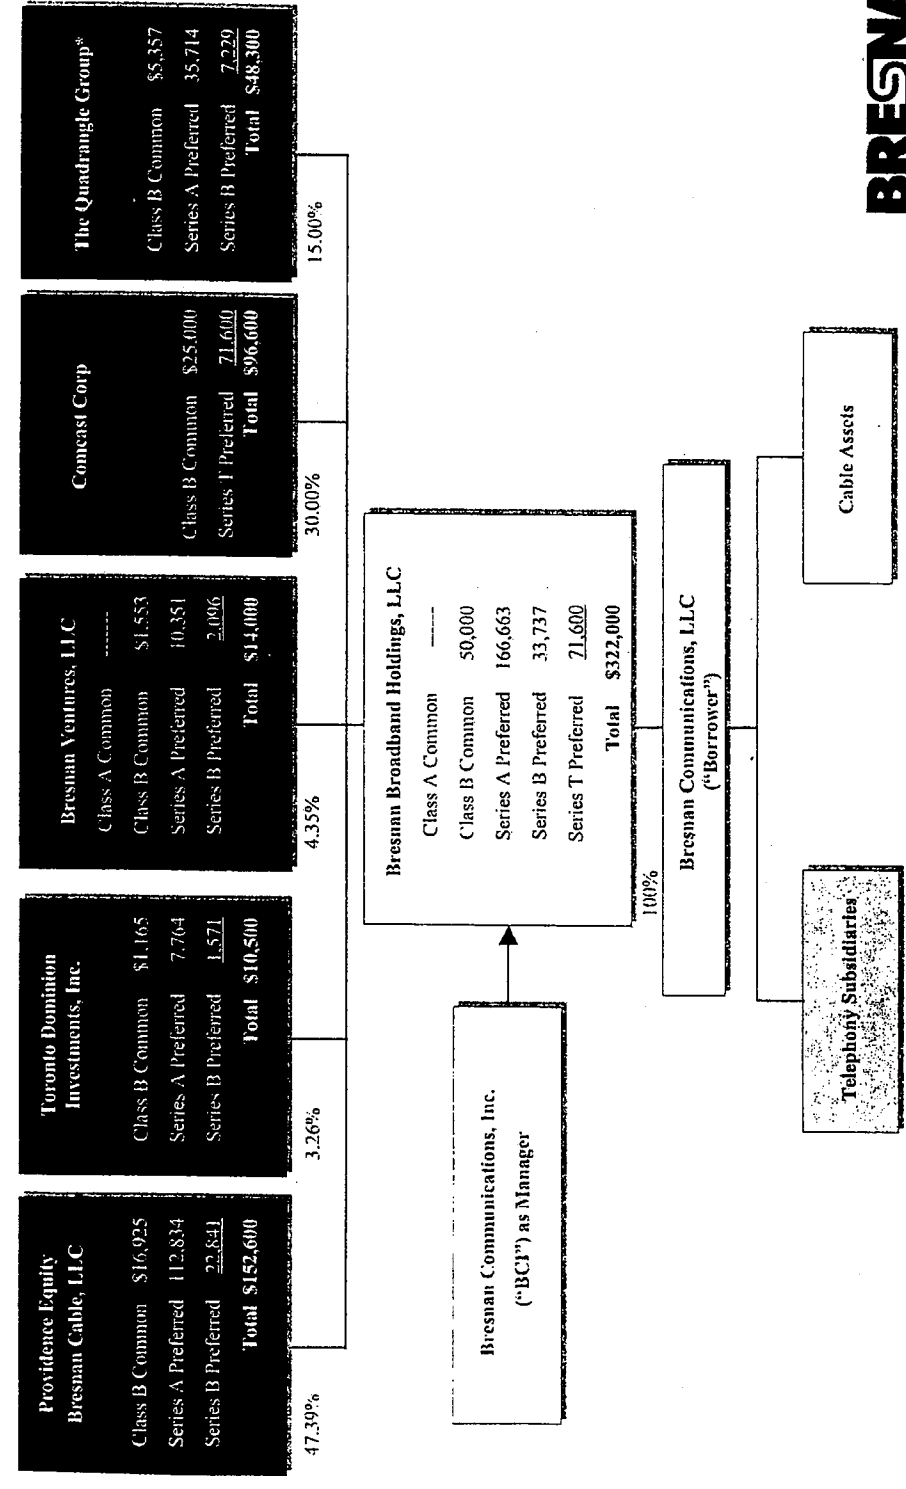 Providence Equity
Bresnan Cable, LLC
Class B Common $16,925
Series A Preferred 112,834
Series B Preferred 22,841
Total $152,600
Toronto Dominion
Investments, Inc.
Class B Common $1,165
Series A Preferred 7,764
Series B Preferred 1,571
Total $10,500
Bresnan Ventures, LLC
Class A Common -------
Class B Common $1,553
Series A Preferred 10,351
Series B Preferred 2,096
Total $14,000
Comcast Corp
Class B Common $25,000
Series T Preferred 71,600
Total $96,600
The Quadrangle Group*
Class B Common $5,357
Series A Preferred 35,714
Series B Preferred 7,229
Total $48,300
47.39%
3.26%
4.35%
30.00%
15.00%
Bresnan Broadband Holdings, LLC
Class A Common ------
Class B Common 50,000
Series A Preferred 166,663
Series B Preferred 33,737
Series T Preferred 71,600
Total $322,000
Bresnan Communications, Inc.
("BCI") as Manager
100%
Bresnan Communications, LLC
("Borrower")
Telephony Subsidiaries
Cable Assets
BRESNA